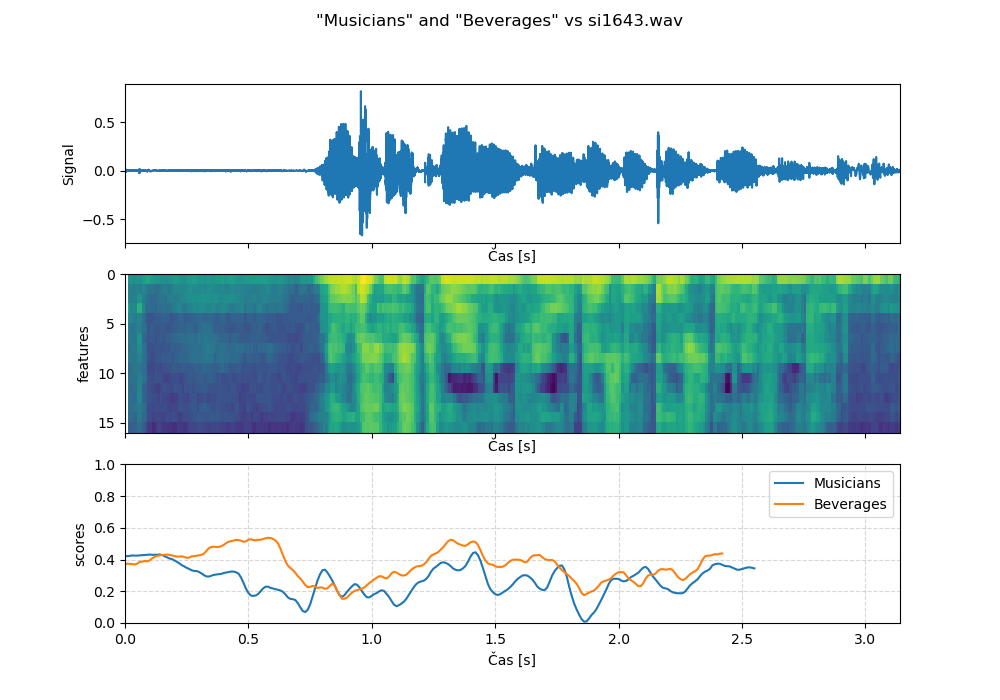 "Musicians" and "Beverages" vs si1643.wav
0.5
0.0
−0.5
Signal
Čas [s]
0
5
10
15
features
Čas [s]
1.0
0.8
0.6
0.4
0.2
0.0
scores
Musicians
Beverages
0.0 0.5 1.0 1.5 2.0 2.5 3.0
Čas [s]